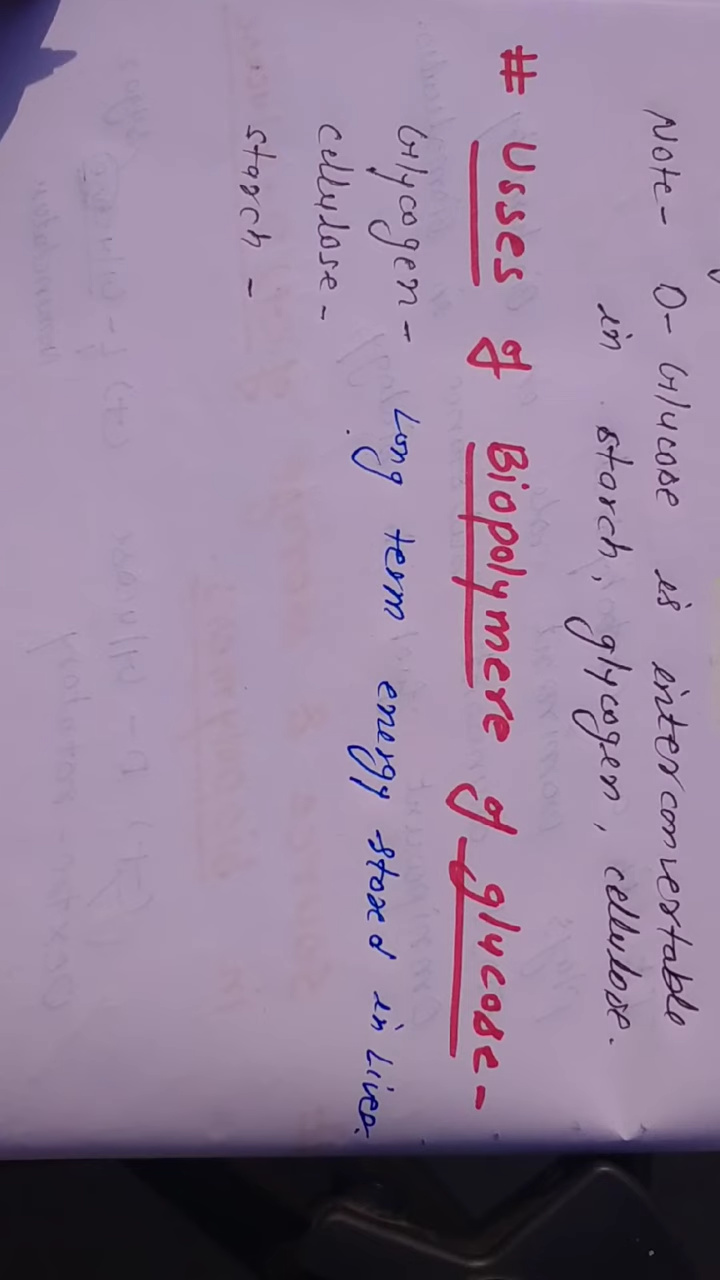 Note- D- Glucose is interconvertable
in starch, glycogen, cellulose.
# Usses of Biopolymere of glucose-
Glycogen- Long term energy stored in Liver.
cellulose-
starch -